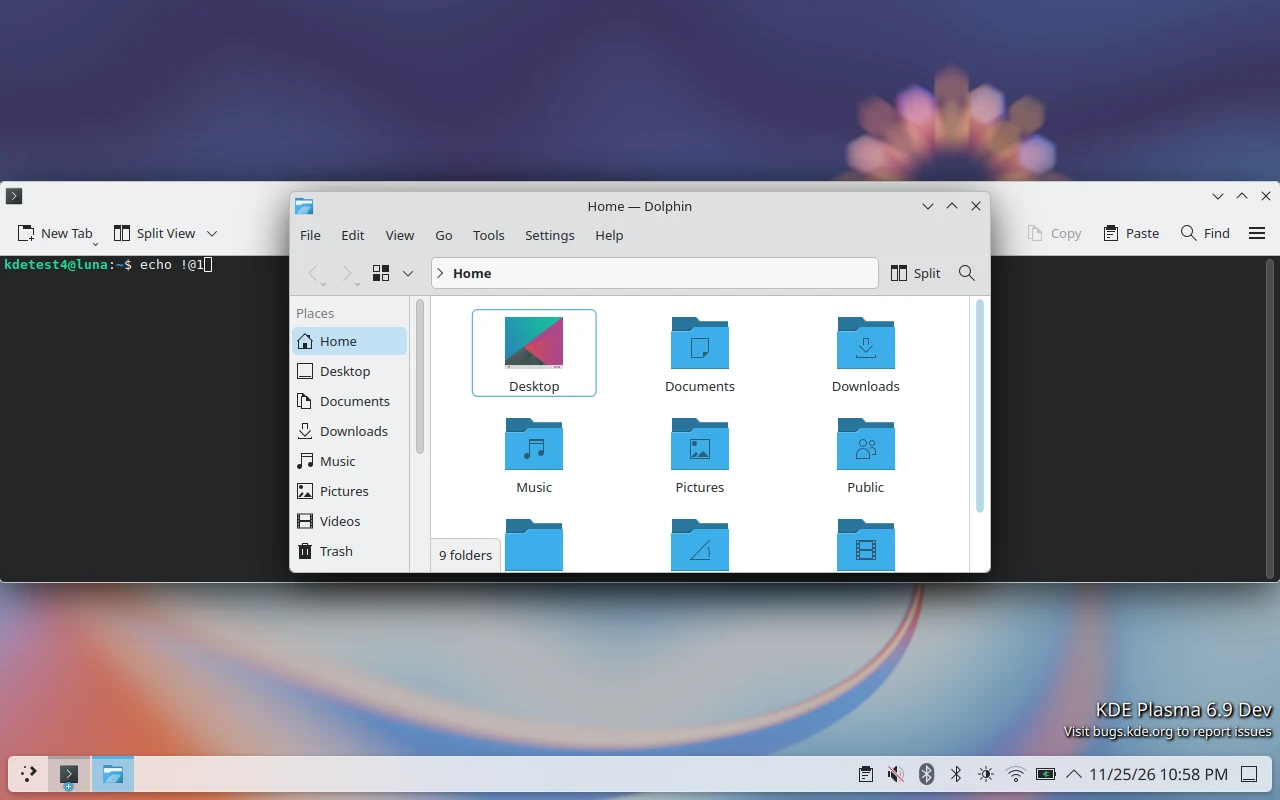 Home — Dolphin
New Tab
Split View
File Edit View Go Tools Settings Help
Copy
Paste
Find
kdetest4@luna:~$ echo !@1
Home
Split
Places
Home
Desktop
Documents
Downloads
Music
Pictures
Videos
Trash
Desktop
Documents
Downloads
Music
Pictures
Public
9 folders
KDE Plasma 6.9 Dev
Visit bugs.kde.org to report issues
11/25/26 10:58 PM